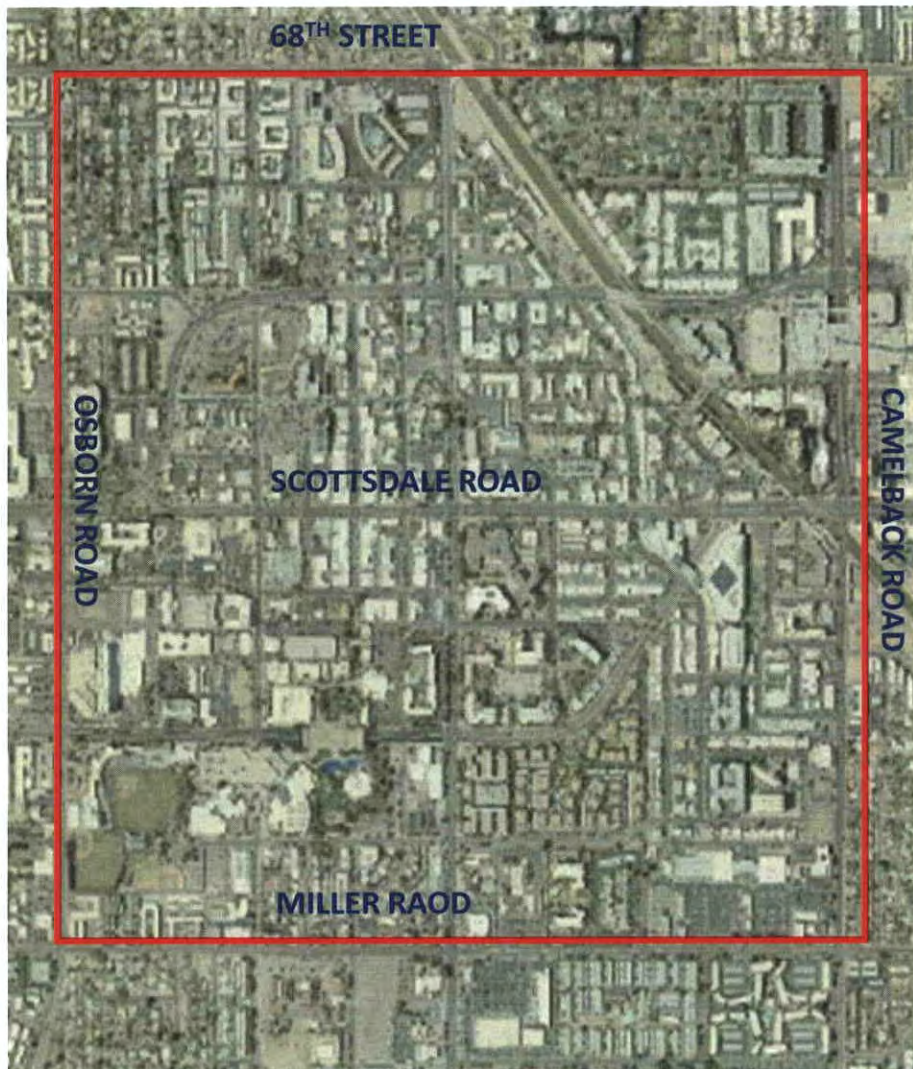 68TH STREET
OSBORN ROAD
SCOTTSDALE ROAD
CAMELBACK ROAD
MILLER RAOD